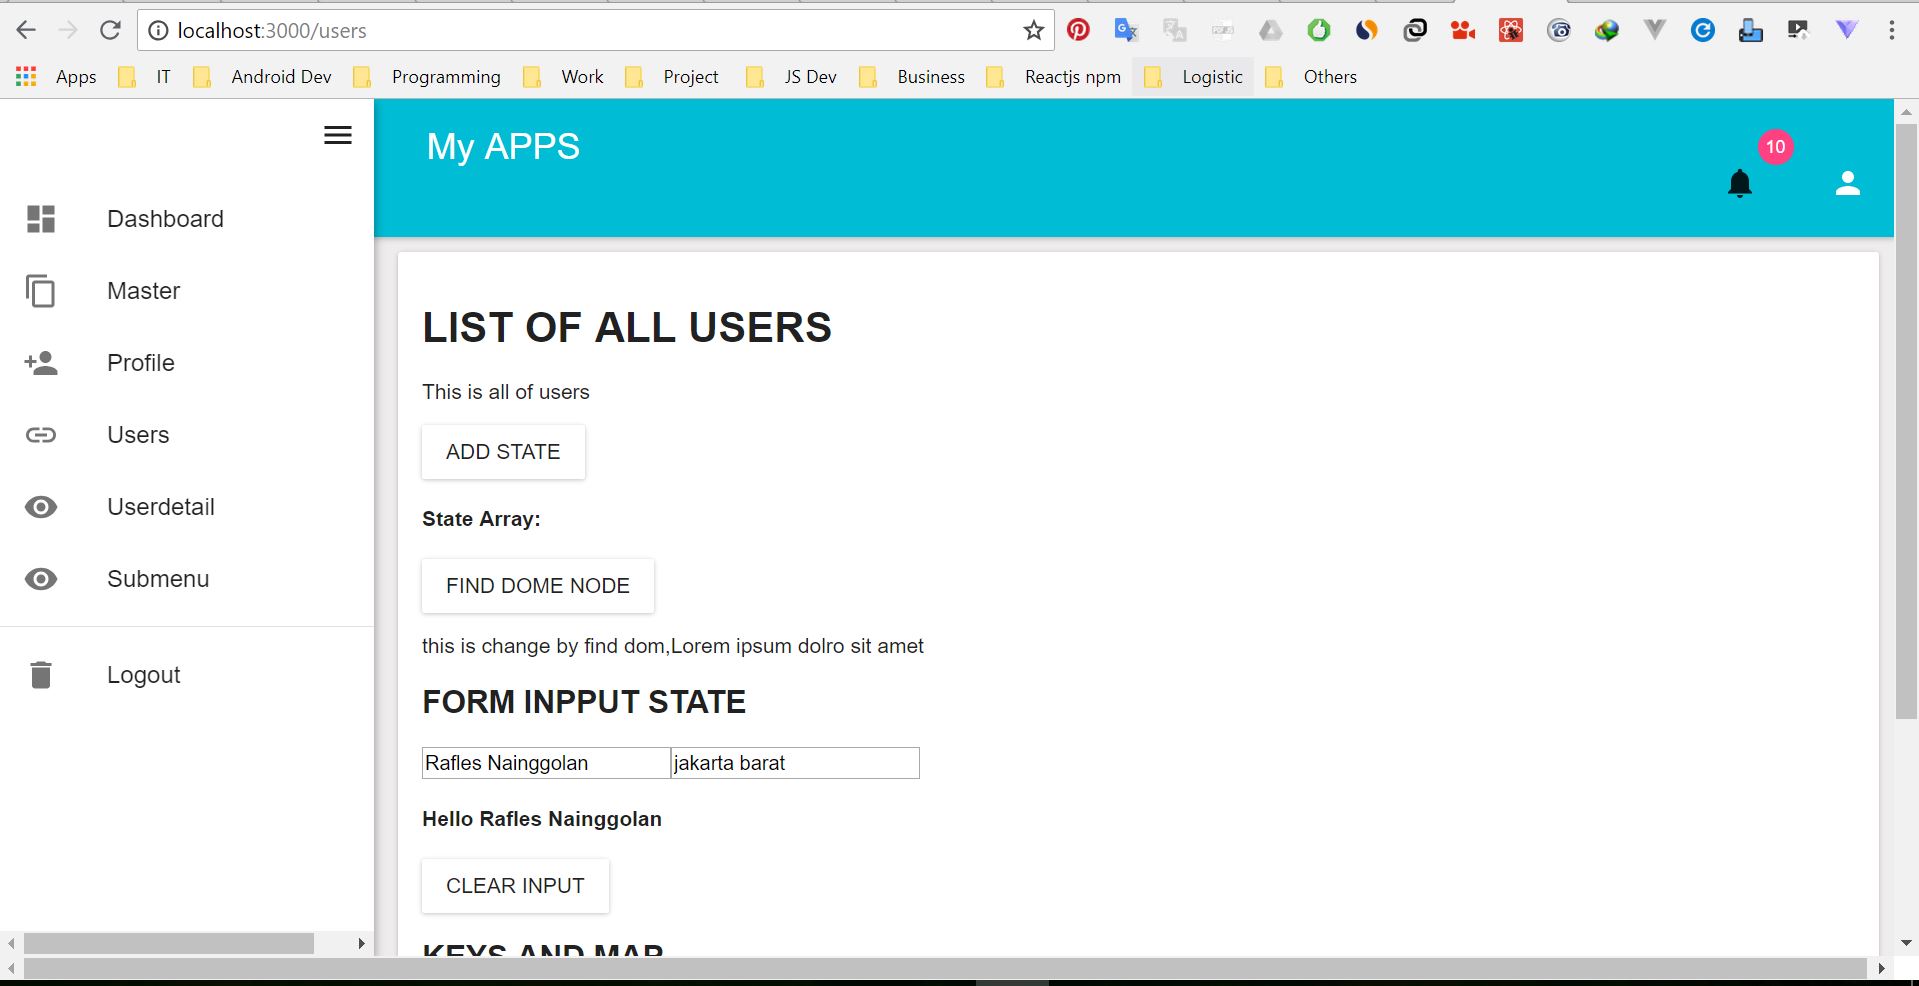 localhost:3000/users
Apps IT Android Dev Programming Work Project JS Dev Business Reactjs npm Logistic Others
My APPS
10
Dashboard
Master
Profile
Users
Userdetail
Submenu
Logout
LIST OF ALL USERS
This is all of users
ADD STATE
State Array:
FIND DOME NODE
this is change by find dom,Lorem ipsum dolro sit amet
FORM INPPUT STATE
Rafles Nainggolan jakarta barat
Hello Rafles Nainggolan
CLEAR INPUT
KEYS AND MAP